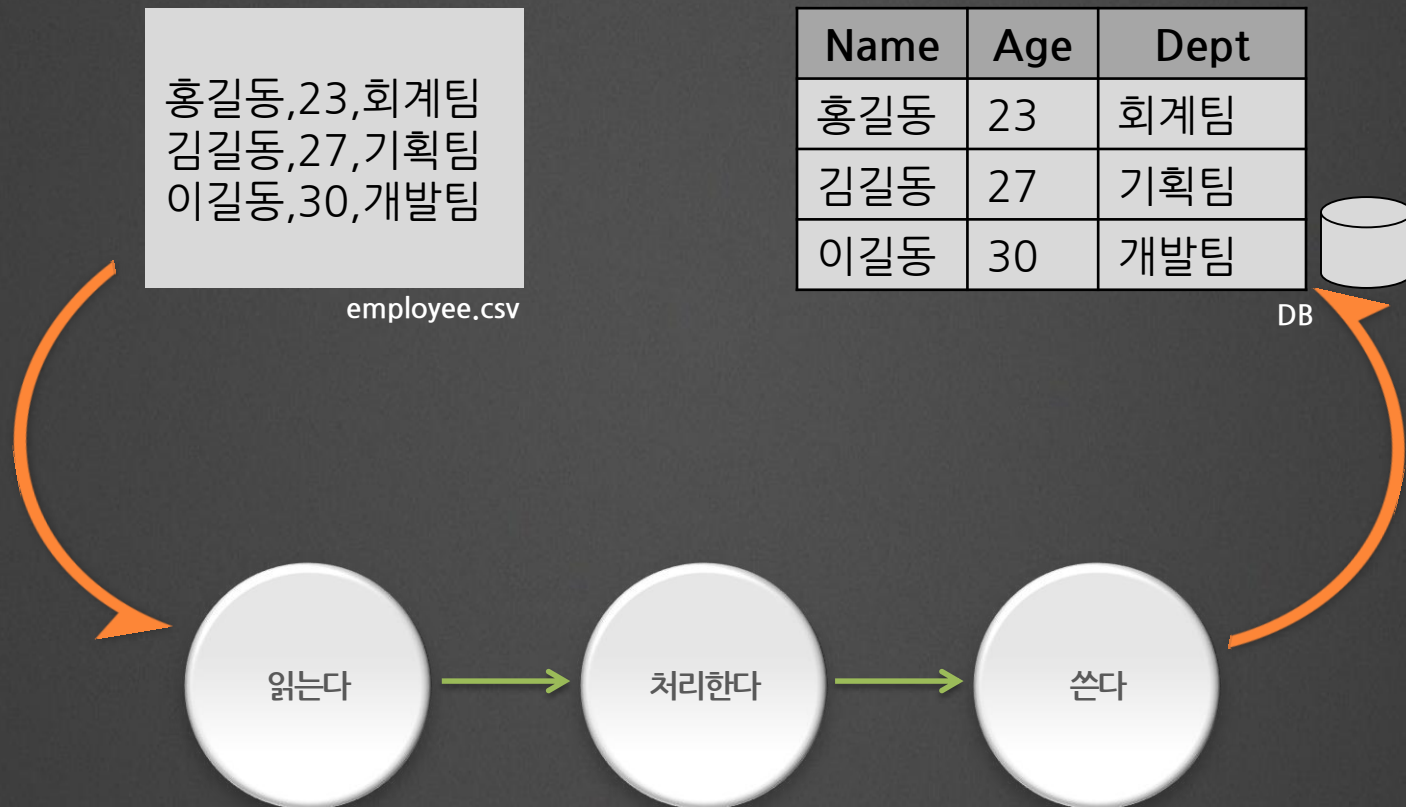 홍길동,23,회계팀
김길동,27,기획팀
이길동,30,개발팀
employee.csv
Name Age Dept
홍길동 23 회계팀
김길동 27 기획팀
이길동 30 개발팀
DB
읽는다
처리한다
쓴다